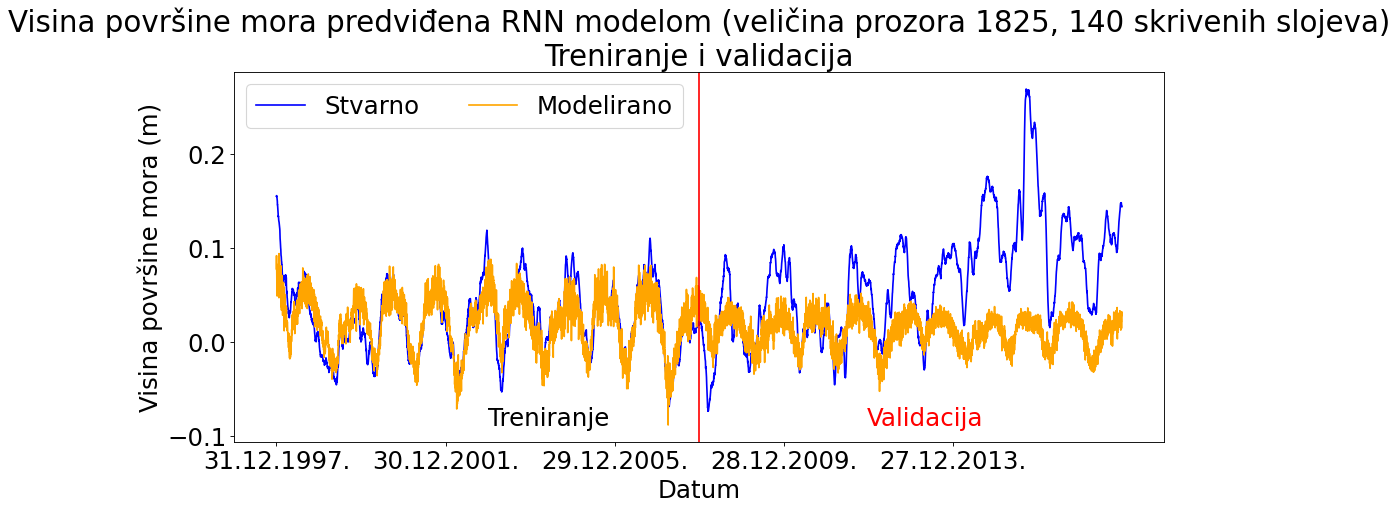 Visina površine mora predviđena RNN modelom (veličina prozora 1825, 140 skrivenih slojeva)
Treniranje i validacija
Stvarno
Modelirano
Visina površine mora (m)
0.2
0.1
0.0
−0.1
Treniranje
Validacija
31.12.1997.
30.12.2001.
29.12.2005.
28.12.2009.
27.12.2013.
Datum